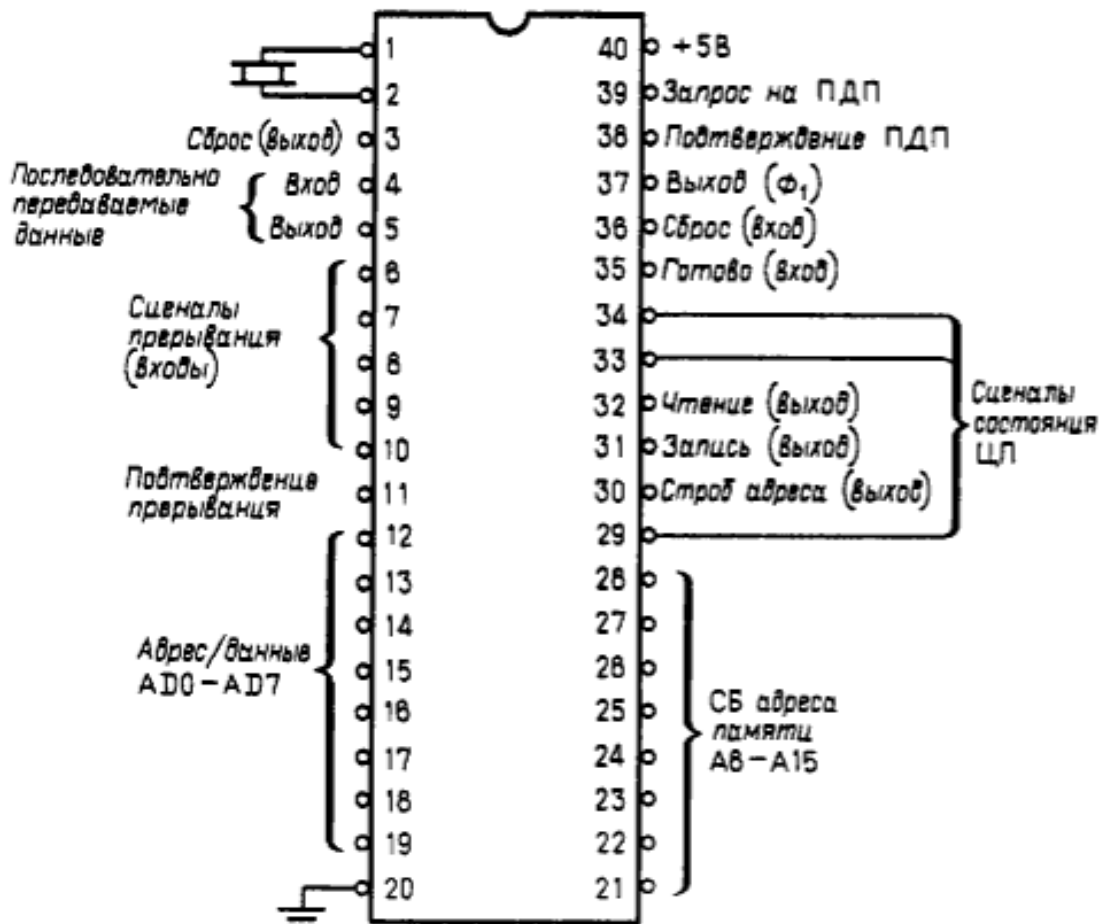 1
2
Сброс (выход) 3
Последовательно
передаваемые
данные
Вход 4
Выход 5
6
7
8
9
10
Сигналы
прерывания
(входы)
Подтверждение
прерывания
11
12
13
14
15
16
17
18
19
Адрес/данные
AD0-AD7
20
40 +5В
39 Запрос на ПДП
38 Подтверждение ПДП
37 Выход (Ф₁)
36 Сброс (вход)
35 Готово (вход)
34
33
32 Чтение (выход)
31 Запись (выход)
30 Строб адреса (выход)
29
Сигналы
состояния
ЦП
28
27
26
25
24
23
22
21
СБ адреса
памяти
A8-A15